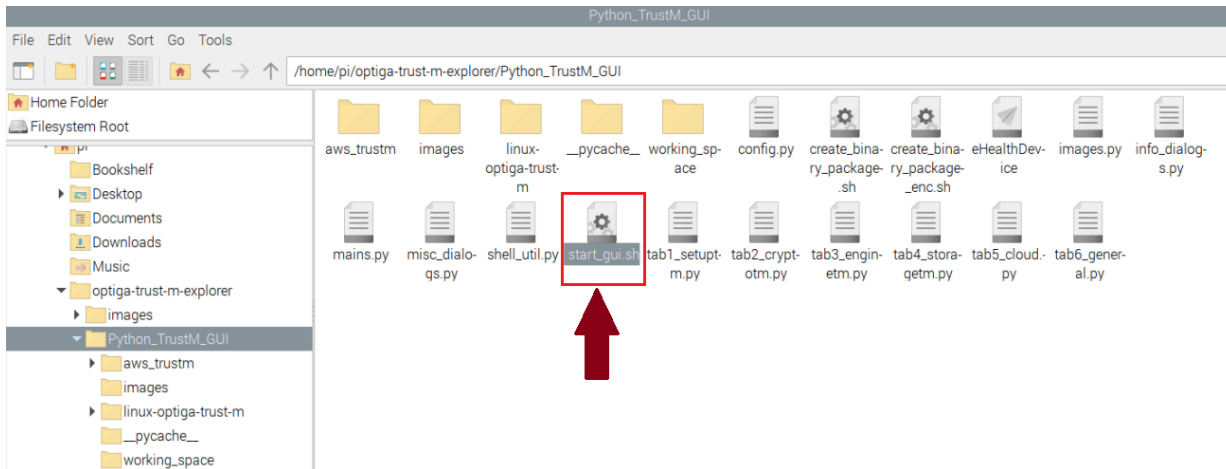 Python_TrustM_GUI
File Edit View Sort Go Tools
/home/pi/optiga-trust-m-explorer/Python_TrustM_GUI
Home Folder
Filesystem Root
pi
Bookshelf
Desktop
Documents
Downloads
Music
optiga-trust-m-explorer
images
Python_TrustM_GUI
aws_trustm
images
linux-optiga-trust-m
__pycache__
working_space
aws_trustm
images
linux-
optiga-trust-
m
__pycache__
working_sp-
ace
config.py
create_bina-
ry_package-
.sh
create_bina-
ry_package-
_enc.sh
eHealthDev-
ice
images.py
info_dialog-
s.py
mains.py
misc_dialo-
gs.py
shell_util.py
start_gui.sh
tab1_setupt-
m.py
tab2_crypt-
otm.py
tab3_engin-
etm.py
tab4_stora-
getm.py
tab5_cloud.-
py
tab6_gener-
al.py